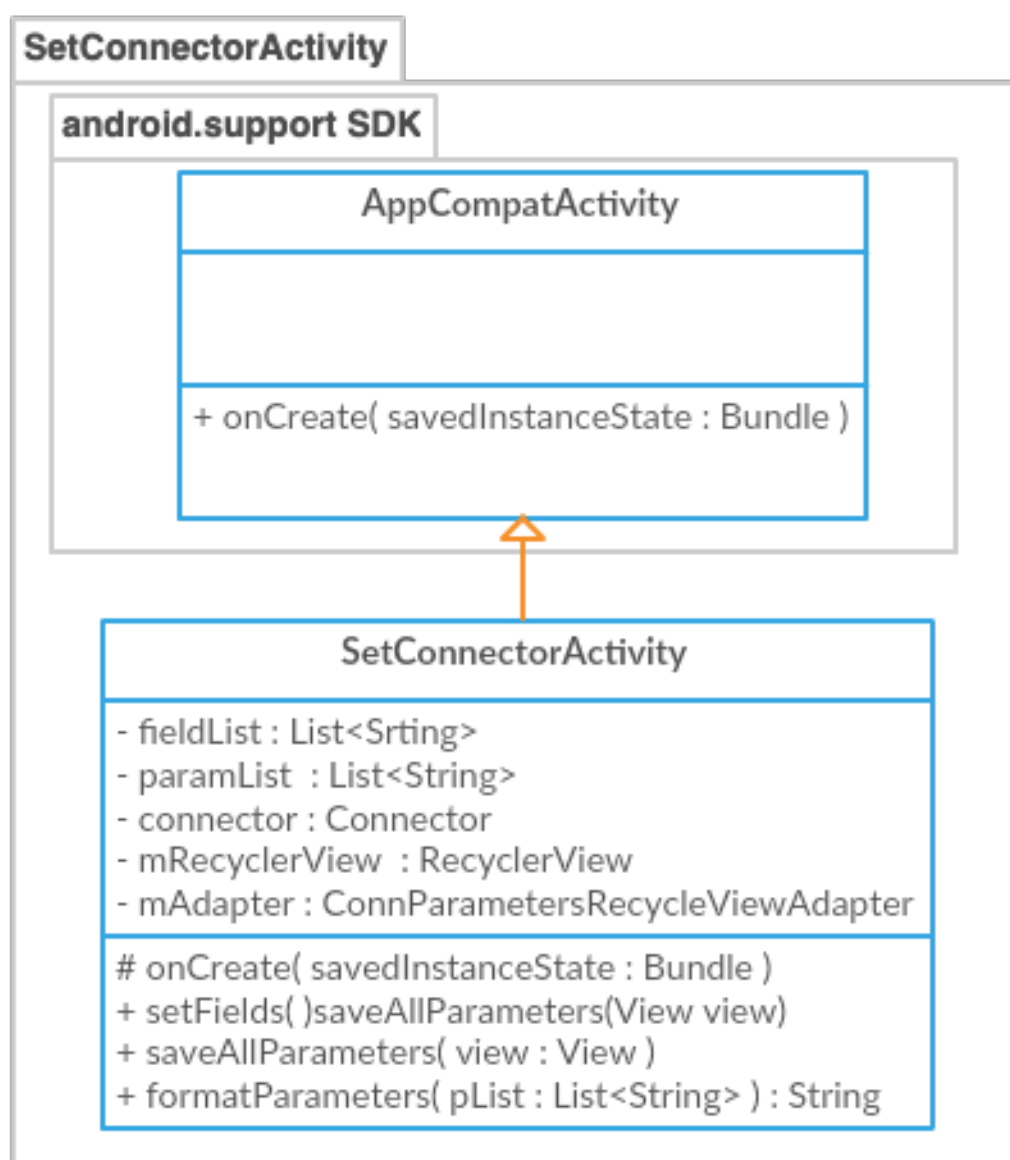 SetConnectorActivity
android.support SDK
AppCompatActivity
+ onCreate( savedInstanceState : Bundle )
SetConnectorActivity
- fieldList : List<Srting>
- paramList  : List<String>
- connector : Connector
- mRecyclerView  : RecyclerView
- mAdapter : ConnParametersRecycleViewAdapter
# onCreate( savedInstanceState : Bundle )
+ setFields( )saveAllParameters(View view)
+ saveAllParameters( view : View )
+ formatParameters( pList : List<String> ) : String